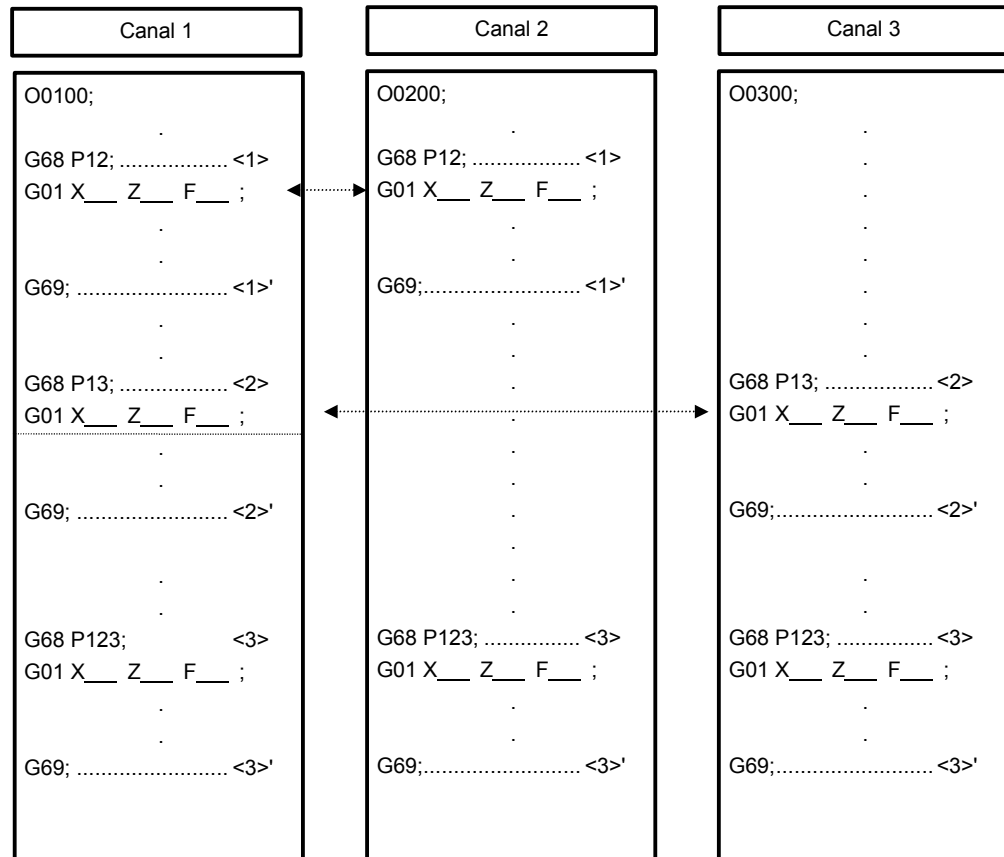 Canal 1
O0100;
.
G68 P12; .................. <1>
G01 X___ Z___ F___ ;
.
.
G69; ......................... <1>'
.
.
G68 P13; .................. <2>
G01 X___ Z___ F___ ;
.
.
G69; ......................... <2>'
.
.
G68 P123; <3>
G01 X___ Z___ F___ ;
.
.
G69; ......................... <3>'
Canal 2
O0200;
.
G68 P12; .................. <1>
G01 X___ Z___ F___ ;
.
.
G69;.......................... <1>'
.
.
.
.
.
.
.
.
.
.
G68 P123; ................ <3>
G01 X___ Z___ F___ ;
.
.
G69;.......................... <3>'
Canal 3
O0300;
.
.
.
.
.
.
.
.
G68 P13; .................. <2>
G01 X___ Z___ F___ ;
.
.
G69;.......................... <2>'
.
.
G68 P123; ................ <3>
G01 X___ Z___ F___ ;
.
.
G69;.......................... <3>'